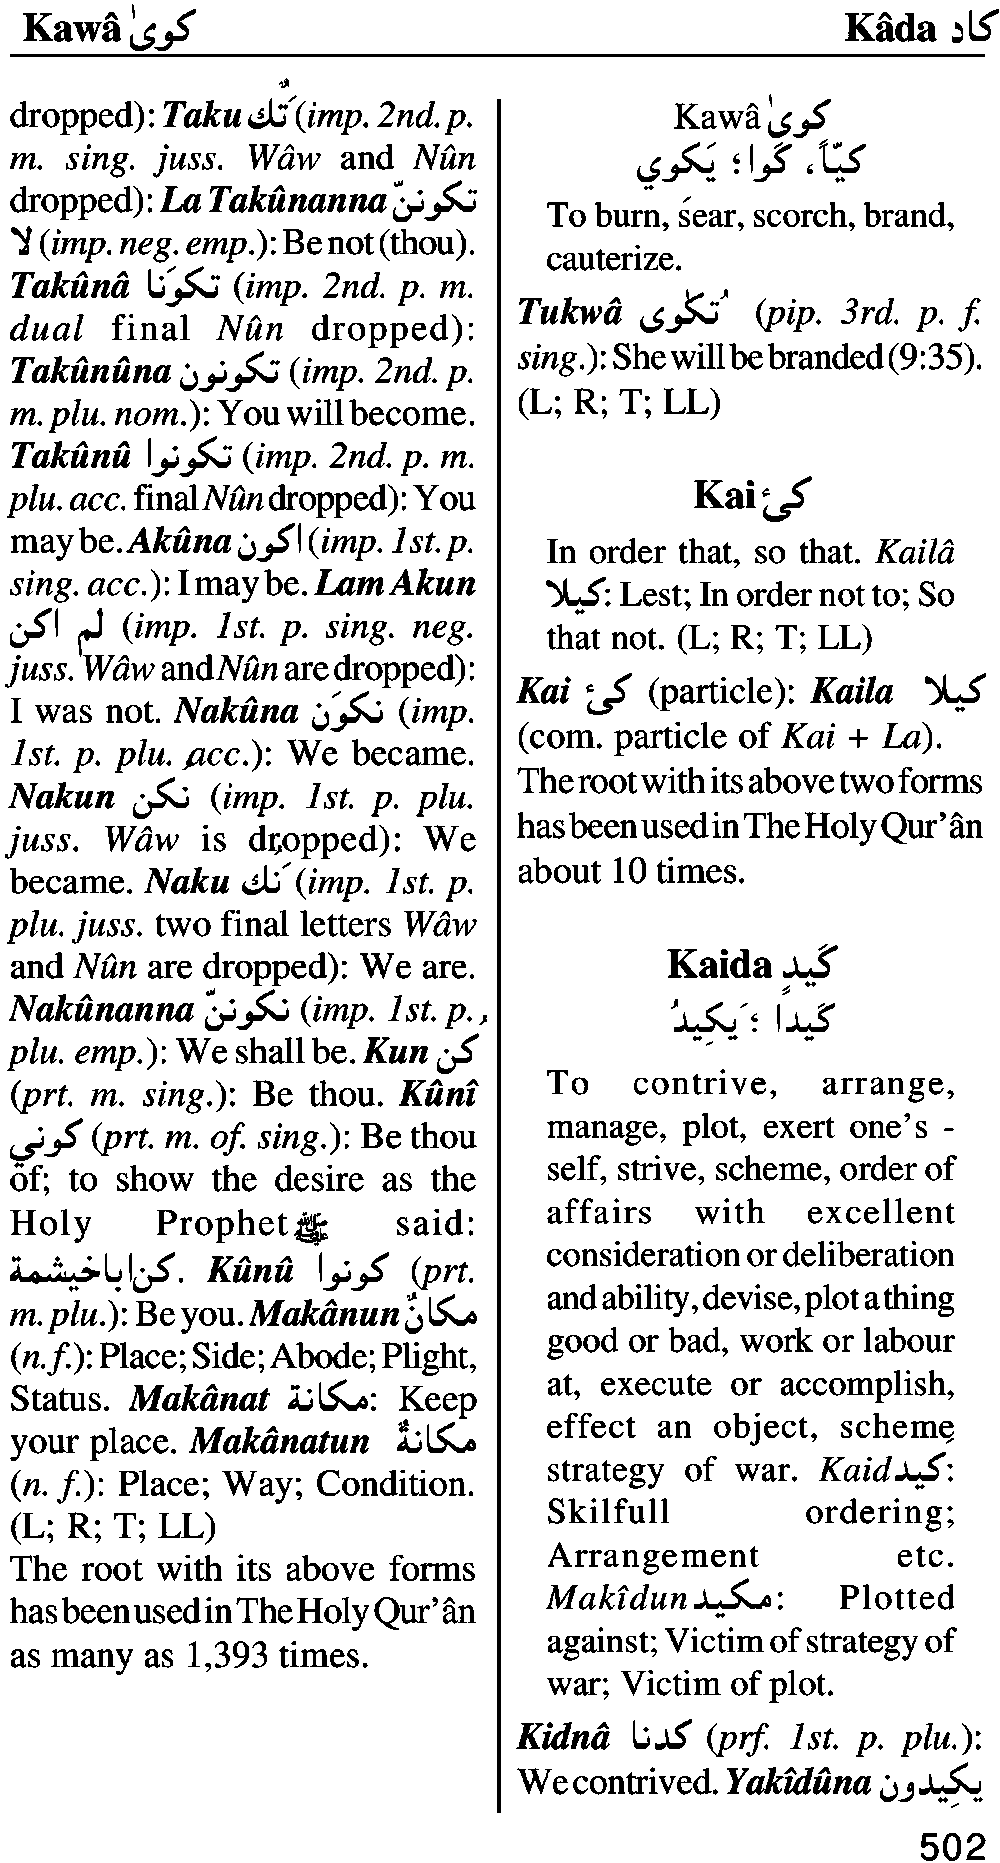 Kawâ كوىٰ
Kâda كاد
dropped): Taku تَكُ (imp. 2nd. p.
m. sing. juss. Wâw and Nûn
dropped): La Takûnanna تكوننّ
لا (imp. neg. emp.): Be not (thou).
Takûnâ تكوَنا (imp. 2nd. p. m.
dual final Nûn dropped):
Takûnûna تكونون (imp. 2nd. p.
m. plu. nom.): You will become.
Takûnû تكونوا (imp. 2nd. p. m.
plu. acc. final Nûn dropped): You
may be. Akûna اكون (imp. 1st. p.
sing. acc.): I may be. Lam Akun
لم اكن (imp. 1st. p. sing. neg.
juss. Wâw and Nûn are dropped):
I was not. Nakûna نكوَن (imp.
1st. p. plu. acc.): We became.
Nakun نكن (imp. 1st. p. plu.
juss. Wâw is dropped): We
became. Naku نَك (imp. 1st. p.
plu. juss. two final letters Wâw
and Nûn are dropped): We are.
Nakûnanna نكوننّ (imp. 1st. p.,
plu. emp.): We shall be. Kun كن
(prt. m. sing.): Be thou. Kûnî
كوني (prt. m. of. sing.): Be thou
of; to show the desire as the
Holy Prophet ﷺ said:
كن اباخيشمة. Kûnû كونوا (prt.
m. plu.): Be you. Makânun مكانٌ
(n.f.): Place; Side; Abode; Plight,
Status. Makânat مكانة: Keep
your place. Makânatun مكانةٌ
(n. f.): Place; Way; Condition.
(L; R; T; LL)
The root with its above forms
has been used in The Holy Qur’ân
as many as 1,393 times.
Kawâ كوىٰ
كيّاً، كَوا؛ يَكوي
To burn, sear, scorch, brand,
cauterize.
Tukwâ تُكوٰى (pip. 3rd. p. f.
sing.): She will be branded (9:35).
(L; R; T; LL)
Kai كئ
In order that, so that. Kailâ
كيلا: Lest; In order not to; So
that not. (L; R; T; LL)
Kai كئ (particle): Kaila كيلا
(com. particle of Kai + La).
The root with its above two forms
has been used in The Holy Qur’ân
about 10 times.
Kaida كَيدٍ
كَيداً ؛ يَكِيدُ
To contrive, arrange,
manage, plot, exert one’s -
self, strive, scheme, order of
affairs with excellent
consideration or deliberation
and ability, devise, plot a thing
good or bad, work or labour
at, execute or accomplish,
effect an object, scheme
strategy of war. Kaid كيد:
Skilfull ordering;
Arrangement etc.
Makîdun مكيد: Plotted
against; Victim of strategy of
war; Victim of plot.
Kidnâ كدنا (prf. 1st. p. plu.):
We contrived. Yakîdûna يكِيدون
502